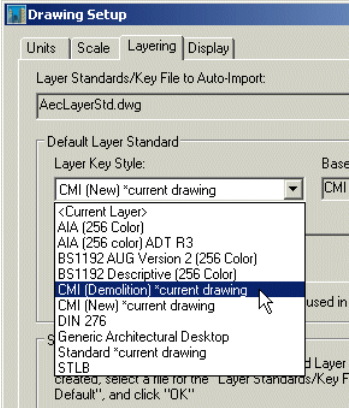 Drawing Setup
Units Scale Layering Display
Layer Standards/Key File to Auto-Import:
AecLayerStd.dwg
Default Layer Standard
Layer Key Style:
Base
CMI (New) *current drawing
CMI
<Current Layer>
AIA (256 Color)
AIA (256 color) ADT R3
BS1192 AUG Version 2 (256 Color)
BS1192 Descriptive (256 Color)
CMI (Demolition) *current drawing
CMI (New) *current drawing
used in
DIN 276
Generic Architectural Desktop
S
Standard *current drawing
STLB
d Layer
created, select a file for the "Layer Standards/Key F
Default", and click "OK"